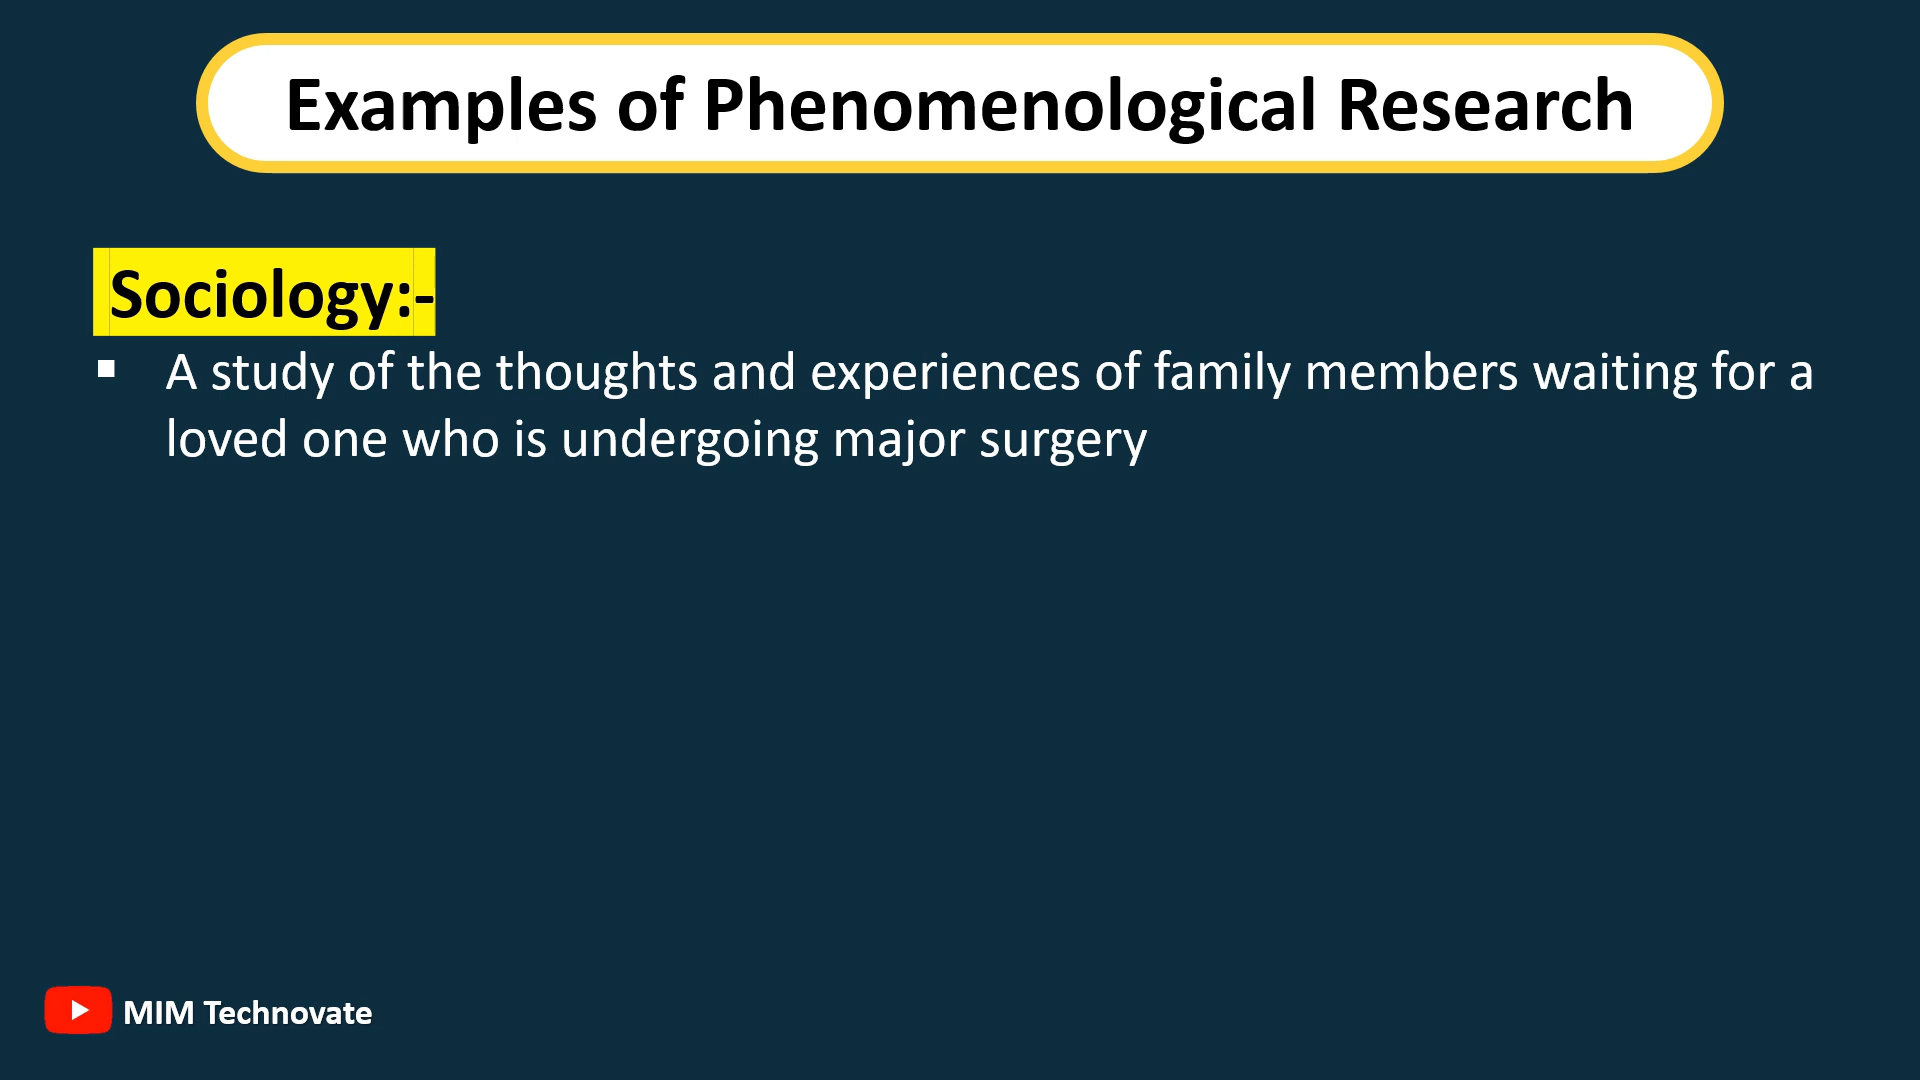 Examples of Phenomenological Research
Sociology:-
▪ A study of the thoughts and experiences of family members waiting for a
loved one who is undergoing major surgery
MIM Technovate